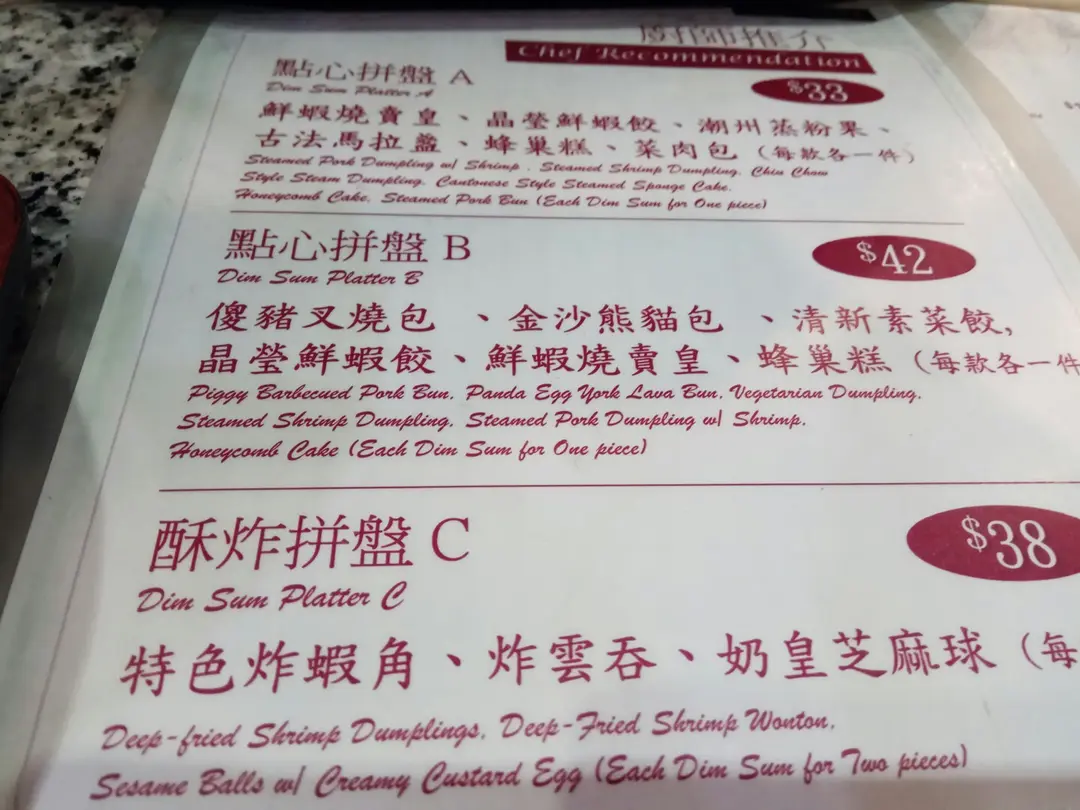 廚師推介
Chef Recommendation
點心拼盤 A
$33
Dim Sum Platter A
鮮蝦燒賣皇、晶瑩鮮蝦餃、潮州蒸粉果、
古法馬拉盞、蜂巢糕、菜肉包（每款各一件）
Steamed Pork Dumpling w/ Shrimp , Steamed Shrimp Dumpling, Chiu Chow
Style Steam Dumpling, Cantonese Style Steamed Sponge Cake,
Honeycomb Cake, Steamed Pork Bun (Each Dim Sum for One piece)
點心拼盤 B
$42
Dim Sum Platter B
傻豬叉燒包 、金沙熊貓包 、清新素菜餃,
晶瑩鮮蝦餃、鮮蝦燒賣皇、蜂巢糕（每款各一件
Piggy Barbecued Pork Bun, Panda Egg York Lava Bun, Vegetarian Dumpling,
Steamed Shrimp Dumpling, Steamed Pork Dumpling w/ Shrimp,
Honeycomb Cake (Each Dim Sum for One piece)
酥炸拼盤 C
$38
Dim Sum Platter C
特色炸蝦角、炸雲吞、奶皇芝麻球（每
Deep-fried Shrimp Dumplings, Deep-Fried Shrimp Wonton,
Sesame Balls w/ Creamy Custard Egg (Each Dim Sum for Two pieces)